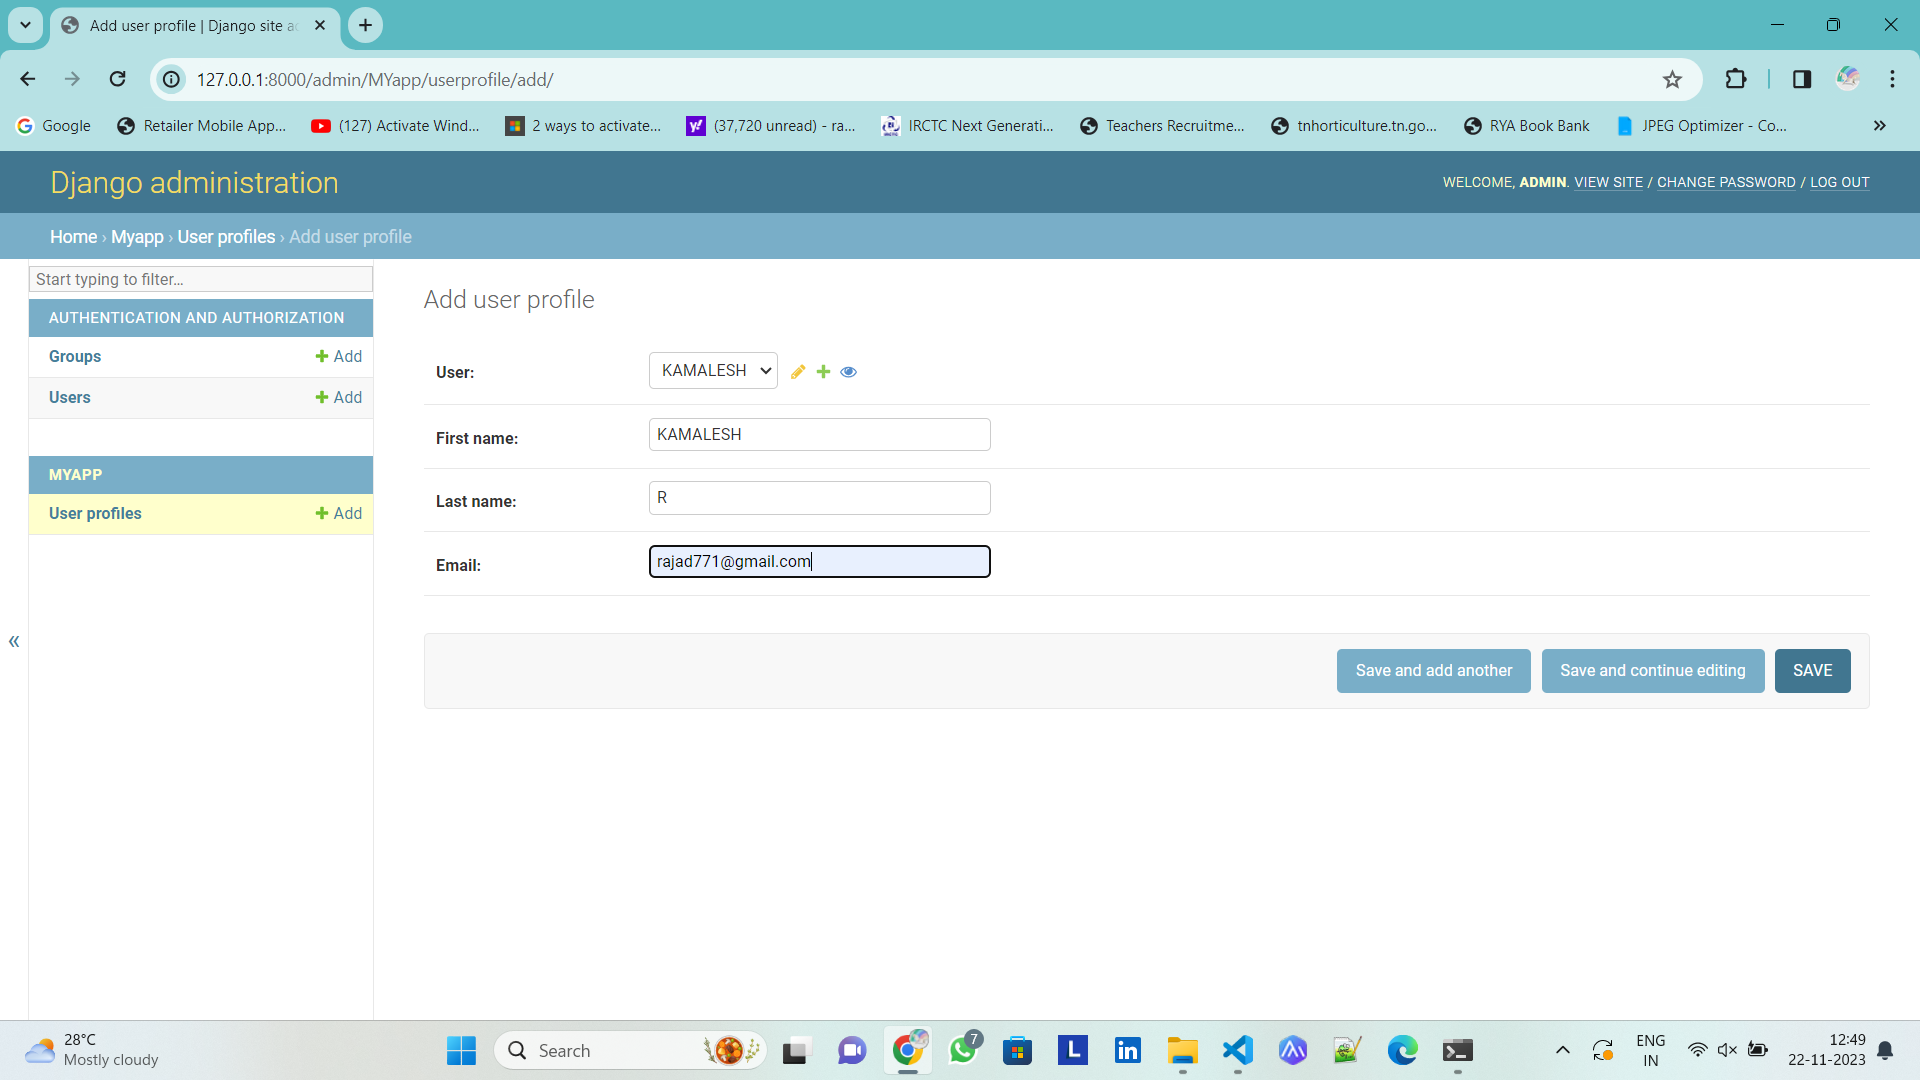 Add user profile | Django site a
127.0.0.1:8000/admin/MYapp/userprofile/add/
Google
Retailer Mobile App...
(127) Activate Wind...
2 ways to activate...
(37,720 unread) - ra...
IRCTC Next Generati...
Teachers Recruitme...
tnhorticulture.tn.go...
RYA Book Bank
JPEG Optimizer - Co...
Django administration
WELCOME, ADMIN. VIEW SITE / CHANGE PASSWORD / LOG OUT
Home › Myapp › User profiles › Add user profile
Start typing to filter...
AUTHENTICATION AND AUTHORIZATION
Groups Add
Users Add
MYAPP
User profiles Add
Add user profile
User: KAMALESH
First name: KAMALESH
Last name: R
Email: rajad771@gmail.com
Save and add another
Save and continue editing
SAVE
28°C
Mostly cloudy
Search
7
L
in
ENG
IN
12:49
22-11-2023